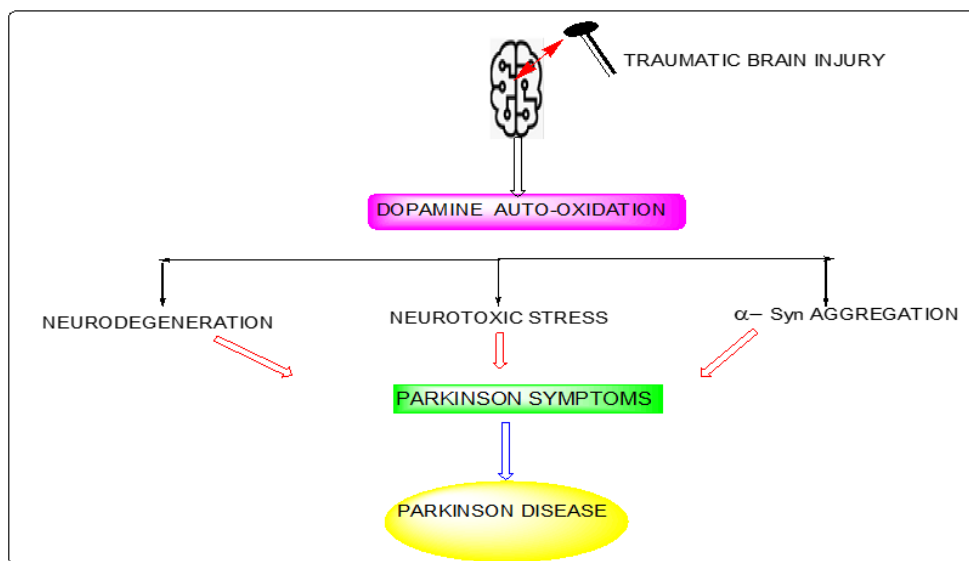 TRAUMATIC BRAIN INJURY
DOPAMINE AUTO-OXIDATION
NEURODEGENERATION
NEUROTOXIC STRESS
α– Syn AGGREGATION
PARKINSON SYMPTOMS
PARKINSON DISEASE